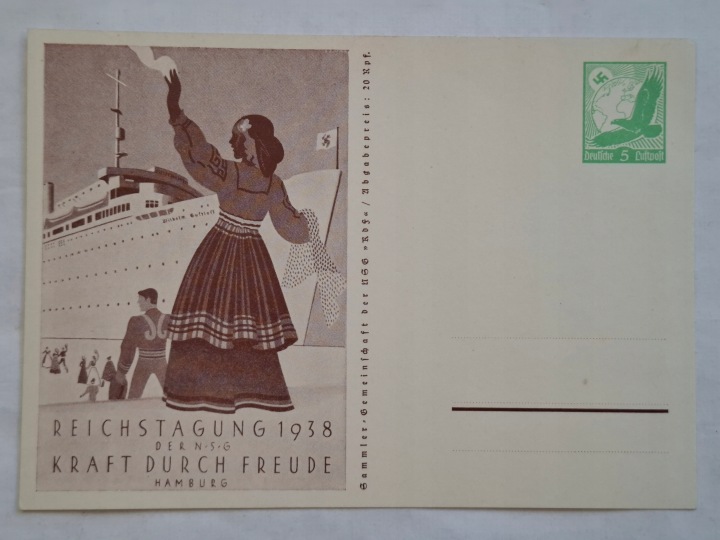 Wilhelm Gustloff
REICHSTAGUNG 1938
DER N·S·G
KRAFT DURCH FREUDE
HAMBURG
Sammler-Gemeinschaft der NSG »KdF« / Abgabepreis: 20 Rpf.
Deutsche 5 Luftpost